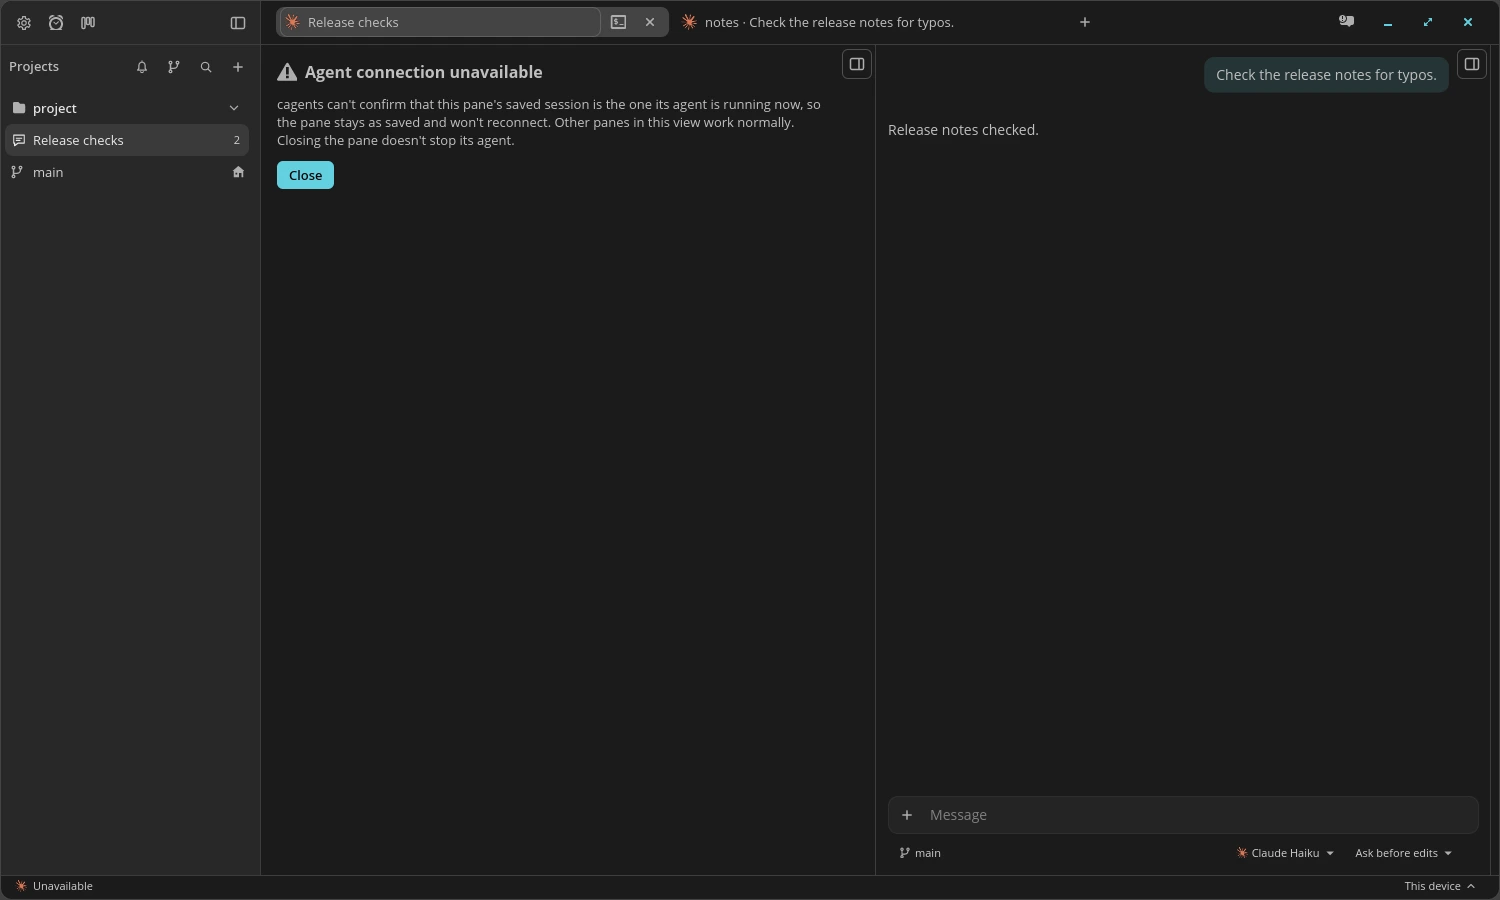 Release checks
notes · Check the release notes for typos.
Projects
project
Release checks 2
main
Agent connection unavailable
cagents can't confirm that this pane's saved session is the one its agent is running now, so
the pane stays as saved and won't reconnect. Other panes in this view work normally.
Closing the pane doesn't stop its agent.
Close
Check the release notes for typos.
Release notes checked.
Message
main
Claude Haiku
Ask before edits
Unavailable
This device